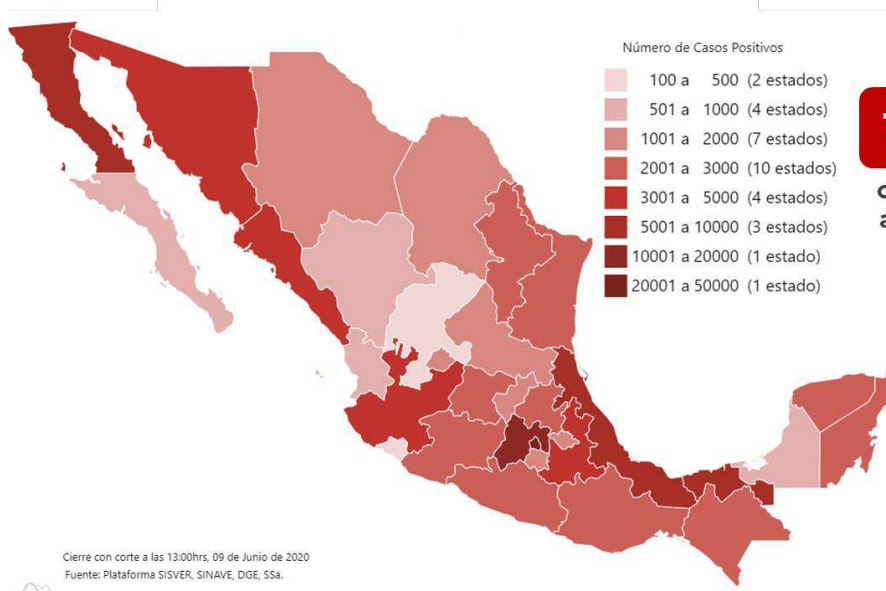 Número de Casos Positivos
100 a 500 (2 estados)
501 a 1000 (4 estados)
1001 a 2000 (7 estados)
2001 a 3000 (10 estados)
3001 a 5000 (4 estados)
5001 a 10000 (3 estados)
10001 a 20000 (1 estado)
20001 a 50000 (1 estado)
Cierre con corte a las 13:00hrs, 09 de Junio de 2020
Fuente: Plataforma SISVER, SINAVE, DGE, SSa.